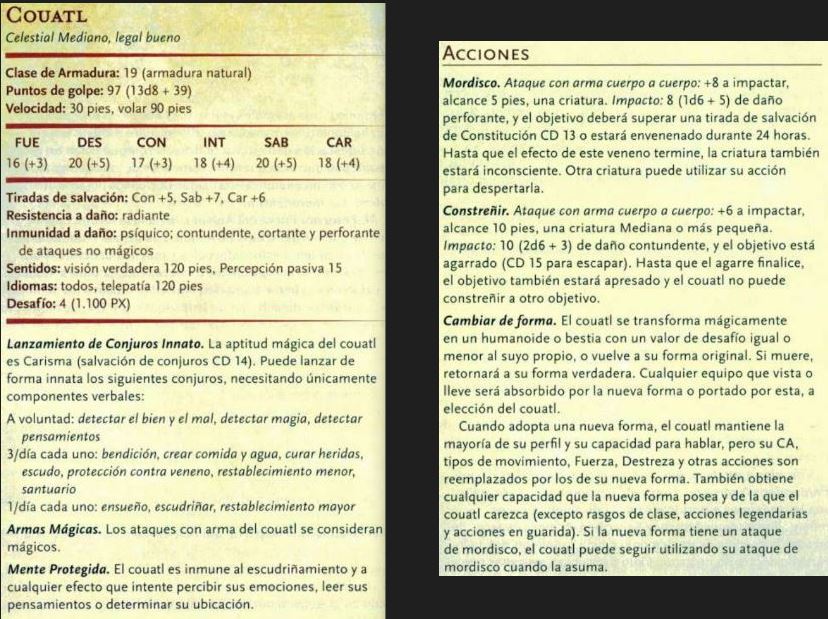 COUATL
Celestial Mediano, legal bueno
Clase de Armadura: 19 (armadura natural)
Puntos de golpe: 97 (13d8 + 39)
Velocidad: 30 pies, volar 90 pies
FUE DES CON INT SAB CAR
16 (+3) 20 (+5) 17 (+3) 18 (+4) 20 (+5) 18 (+4)
Tiradas de salvación: Con +5, Sab +7, Car +6
Resistencia a daño: radiante
Inmunidad a daño: psíquico; contundente, cortante y perforante
de ataques no mágicos
Sentidos: visión verdadera 120 pies, Percepción pasiva 15
Idiomas: todos, telepatía 120 pies
Desafío: 4 (1.100 PX)
Lanzamiento de Conjuros Innato. La aptitud mágica del couatl
es Carisma (salvación de conjuros CD 14). Puede lanzar de
forma innata los siguientes conjuros, necesitando únicamente
componentes verbales:
A voluntad: detectar el bien y el mal, detectar magia, detectar
pensamientos
3/día cada uno: bendición, crear comida y agua, curar heridas,
escudo, protección contra veneno, restablecimiento menor,
santuario
1/día cada uno: ensueño, escudriñar, restablecimiento mayor
Armas Mágicas. Los ataques con arma del couatl se consideran
mágicos.
Mente Protegida. El couatl es inmune al escudriñamiento y a
cualquier efecto que intente percibir sus emociones, leer sus
pensamientos o determinar su ubicación.
ACCIONES
Mordisco. Ataque con arma cuerpo a cuerpo: +8 a impactar,
alcance 5 pies, una criatura. Impacto: 8 (1d6 + 5) de daño
perforante, y el objetivo deberá superar una tirada de salvación
de Constitución CD 13 o estará envenenado durante 24 horas.
Hasta que el efecto de este veneno termine, la criatura también
estará inconsciente. Otra criatura puede utilizar su acción
para despertarla.
Constreñir. Ataque con arma cuerpo a cuerpo: +6 a impactar,
alcance 10 pies, una criatura Mediana o más pequeña.
Impacto: 10 (2d6 + 3) de daño contundente, y el objetivo está
agarrado (CD 15 para escapar). Hasta que el agarre finalice,
el objetivo también estará apresado y el couatl no puede
constreñir a otro objetivo.
Cambiar de forma. El couatl se transforma mágicamente
en un humanoide o bestia con un valor de desafío igual o
menor al suyo propio, o vuelve a su forma original. Si muere,
retornará a su forma verdadera. Cualquier equipo que vista o
lleve será absorbido por la nueva forma o portado por esta, a
elección del couatl.
Cuando adopta una nueva forma, el couatl mantiene la
mayoría de su perfil y su capacidad para hablar, pero su CA,
tipos de movimiento, Fuerza, Destreza y otras acciones son
reemplazados por los de su nueva forma. También obtiene
cualquier capacidad que la nueva forma posea y de la que el
couatl carezca (excepto rasgos de clase, acciones legendarias
y acciones en guarida). Si la nueva forma tiene un ataque
de mordisco, el couatl puede seguir utilizando su ataque de
mordisco cuando la asuma.